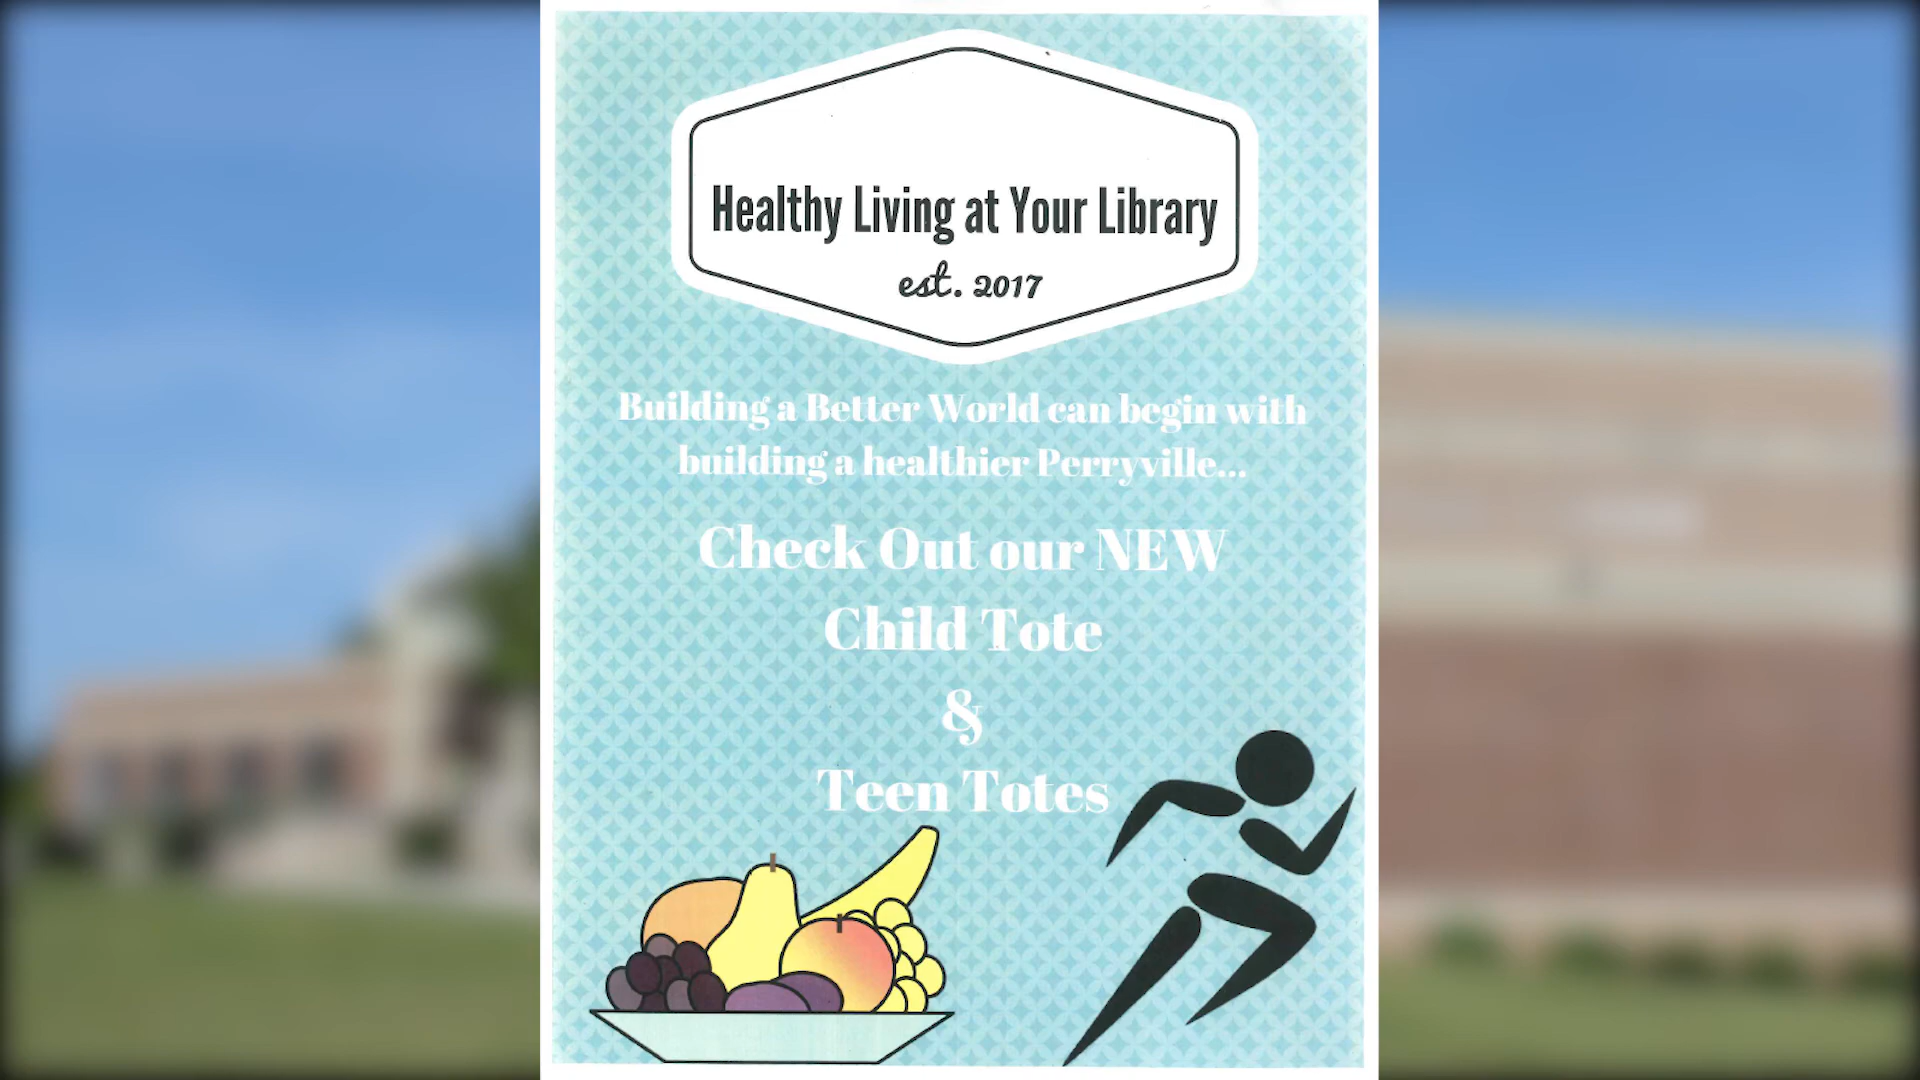 Healthy Living at Your Library
est. 2017
Building a Better World can begin with
building a healthier Perryville...
Check Out our NEW
Child Tote
&
Teen Totes